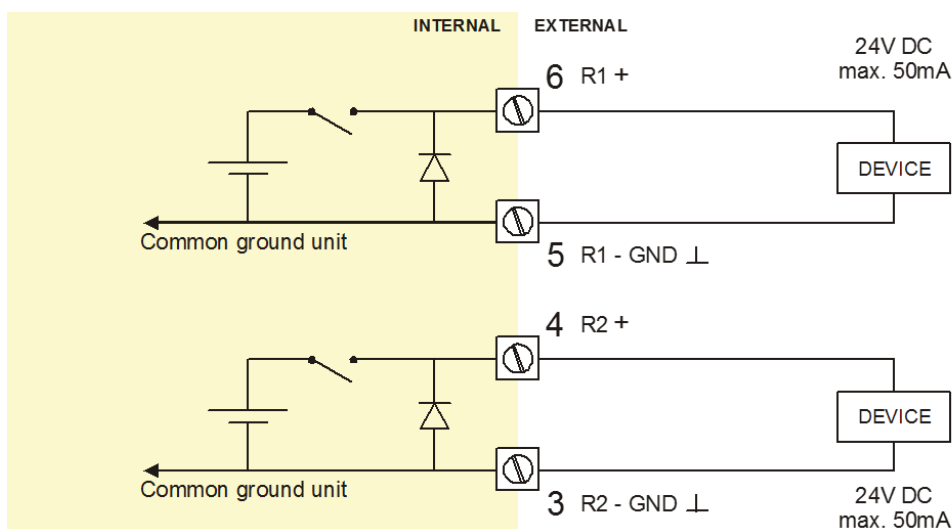 INTERNAL EXTERNAL
24V DC
max. 50mA
6 R1 +
DEVICE
Common ground unit
5 R1 - GND ⊥
4 R2 +
DEVICE
Common ground unit
3 R2 - GND ⊥
24V DC
max. 50mA